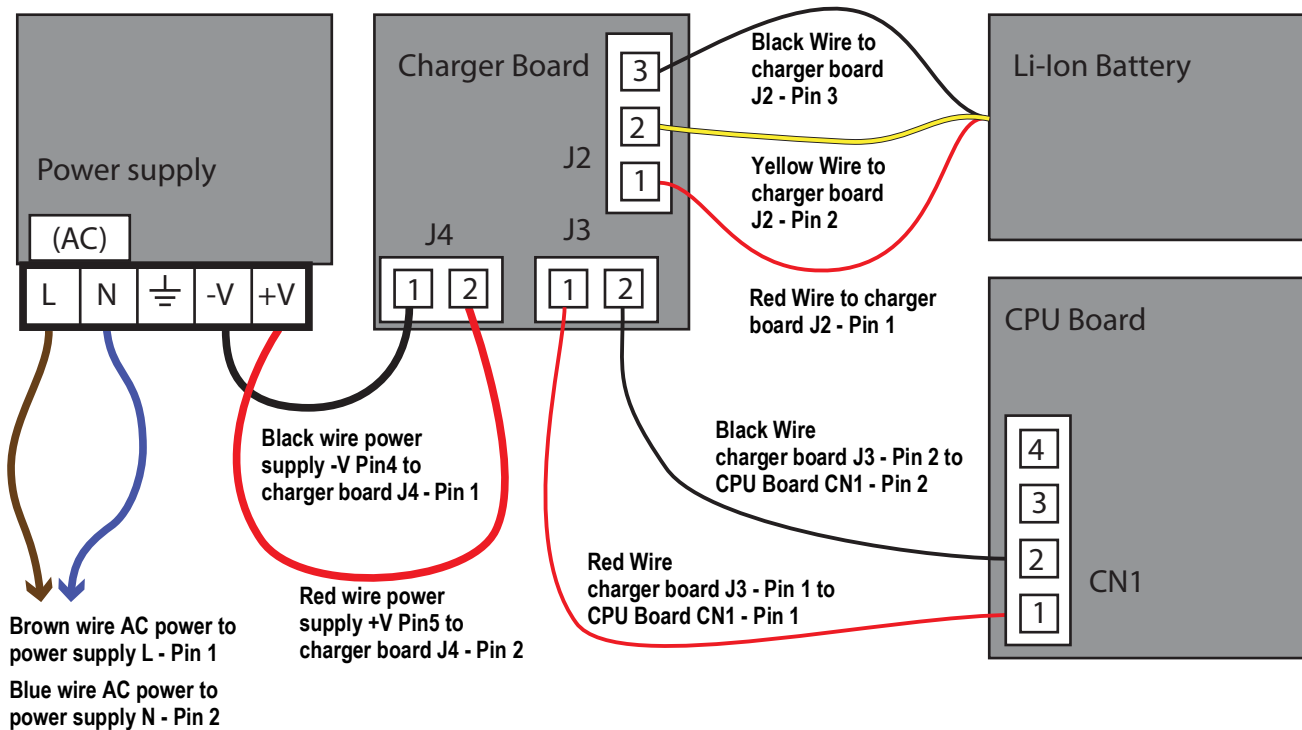 Power supply
(AC)
L N -V +V
Charger Board
3
2
1
J2
J4
J3
1 2
1 2
Black Wire to
charger board
J2 - Pin 3
Yellow Wire to
charger board
J2 - Pin 2
Red Wire to charger
board J2 - Pin 1
Li-Ion Battery
CPU Board
4
3
2
1
CN1
Black wire power
supply -V Pin4 to
charger board J4 - Pin 1
Red wire power
supply +V Pin5 to
charger board J4 - Pin 2
Black Wire
charger board J3 - Pin 2 to
CPU Board CN1 - Pin 2
Red Wire
charger board J3 - Pin 1 to
CPU Board CN1 - Pin 1
Brown wire AC power to
power supply L - Pin 1
Blue wire AC power to
power supply N - Pin 2